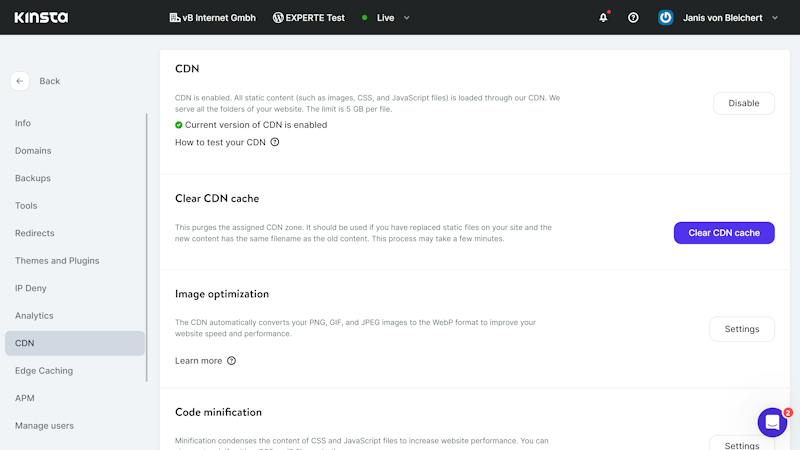 KINSTA
vB Internet Gmbh
EXPERTE Test
Live
Janis von Bleichert
Back
Info
Domains
Backups
Tools
Redirects
Themes and Plugins
IP Deny
Analytics
CDN
Edge Caching
APM
Manage users
CDN
CDN is enabled. All static content (such as images, CSS, and JavaScript files) is loaded through our CDN. We
serve all the folders of your website. The limit is 5 GB per file.
Current version of CDN is enabled
How to test your CDN
Disable
Clear CDN cache
This purges the assigned CDN zone. It should be used if you have replaced static files on your site and the
new content has the same filename as the old content. This process may take a few minutes.
Clear CDN cache
Image optimization
The CDN automatically converts your PNG, GIF, and JPEG images to the WebP format to improve your
website speed and performance.
Learn more
Settings
Code minification
Minification condenses the content of CSS and JavaScript files to increase website performance. You can
Settings
2